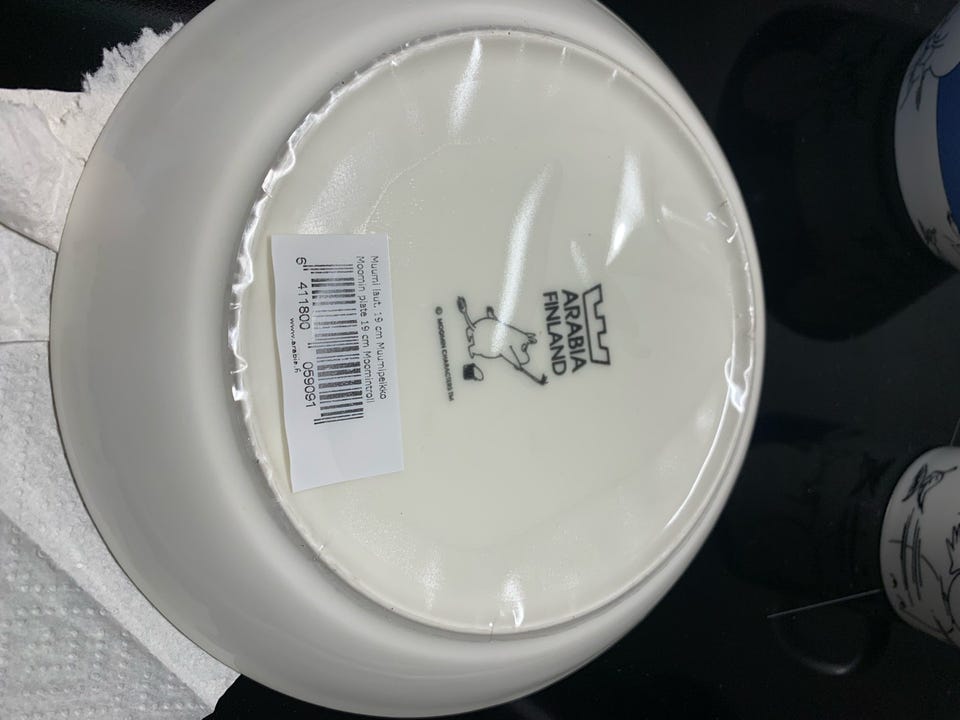 ARABIA
FINLAND
© MOOMIN CHARACTERS TM
Muumi laut. 19 cm Muumipeikko
Moomin plate 19 cm Moomintroll
6 411800 059091
www.arabia.fi